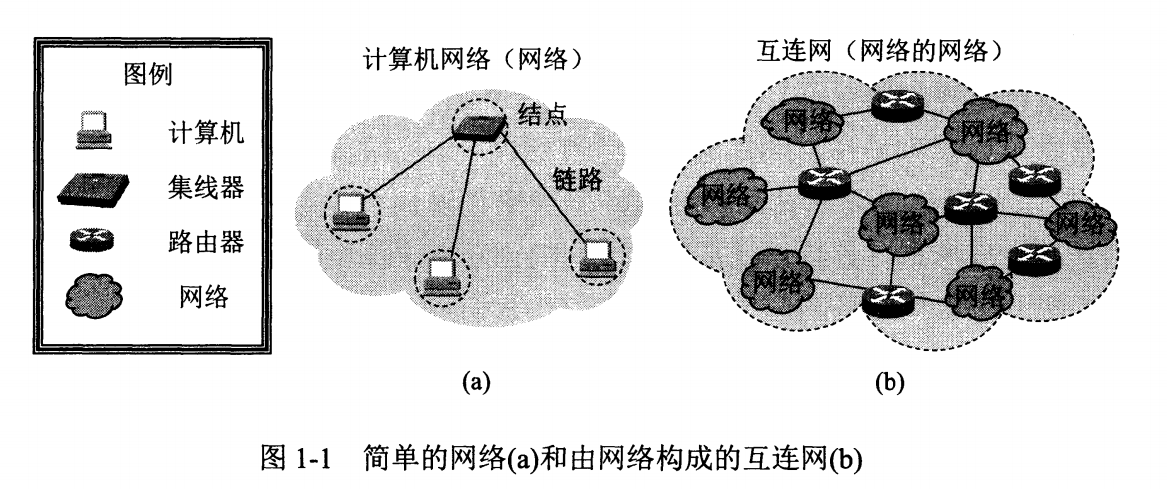 图例
计算机
集线器
路由器
网络
计算机网络（网络）
结点
链路
(a)
互连网（网络的网络）
网络
网络
网络
网络
网络
网络
网络
(b)
图 1-1 简单的网络(a)和由网络构成的互连网(b)